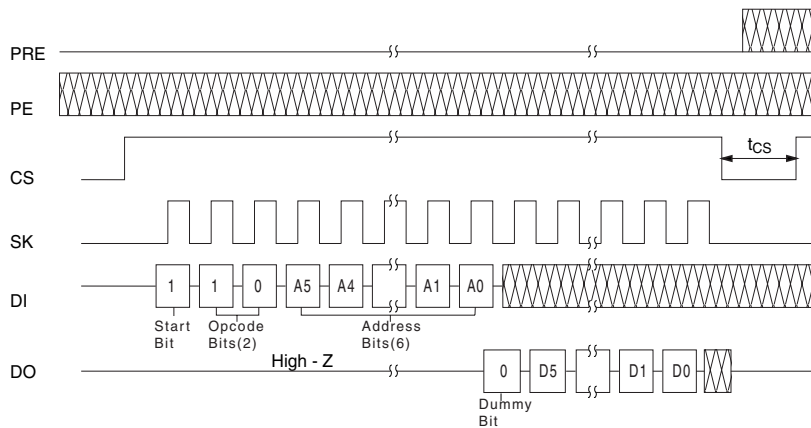 PRE
PE
CS
tCS
SK
DI
1 1 0 A5 A4 A1 A0
Start Bit
Opcode Bits(2)
Address Bits(6)
High - Z
DO
0 D5 D1 D0
Dummy Bit